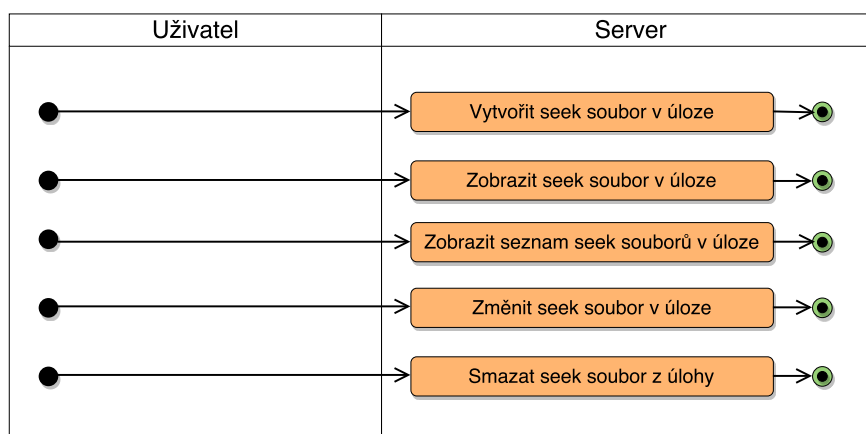 Uživatel
Server
Vytvořit seek soubor v úloze
Zobrazit seek soubor v úloze
Zobrazit seznam seek souborů v úloze
Změnit seek soubor v úloze
Smazat seek soubor z úlohy